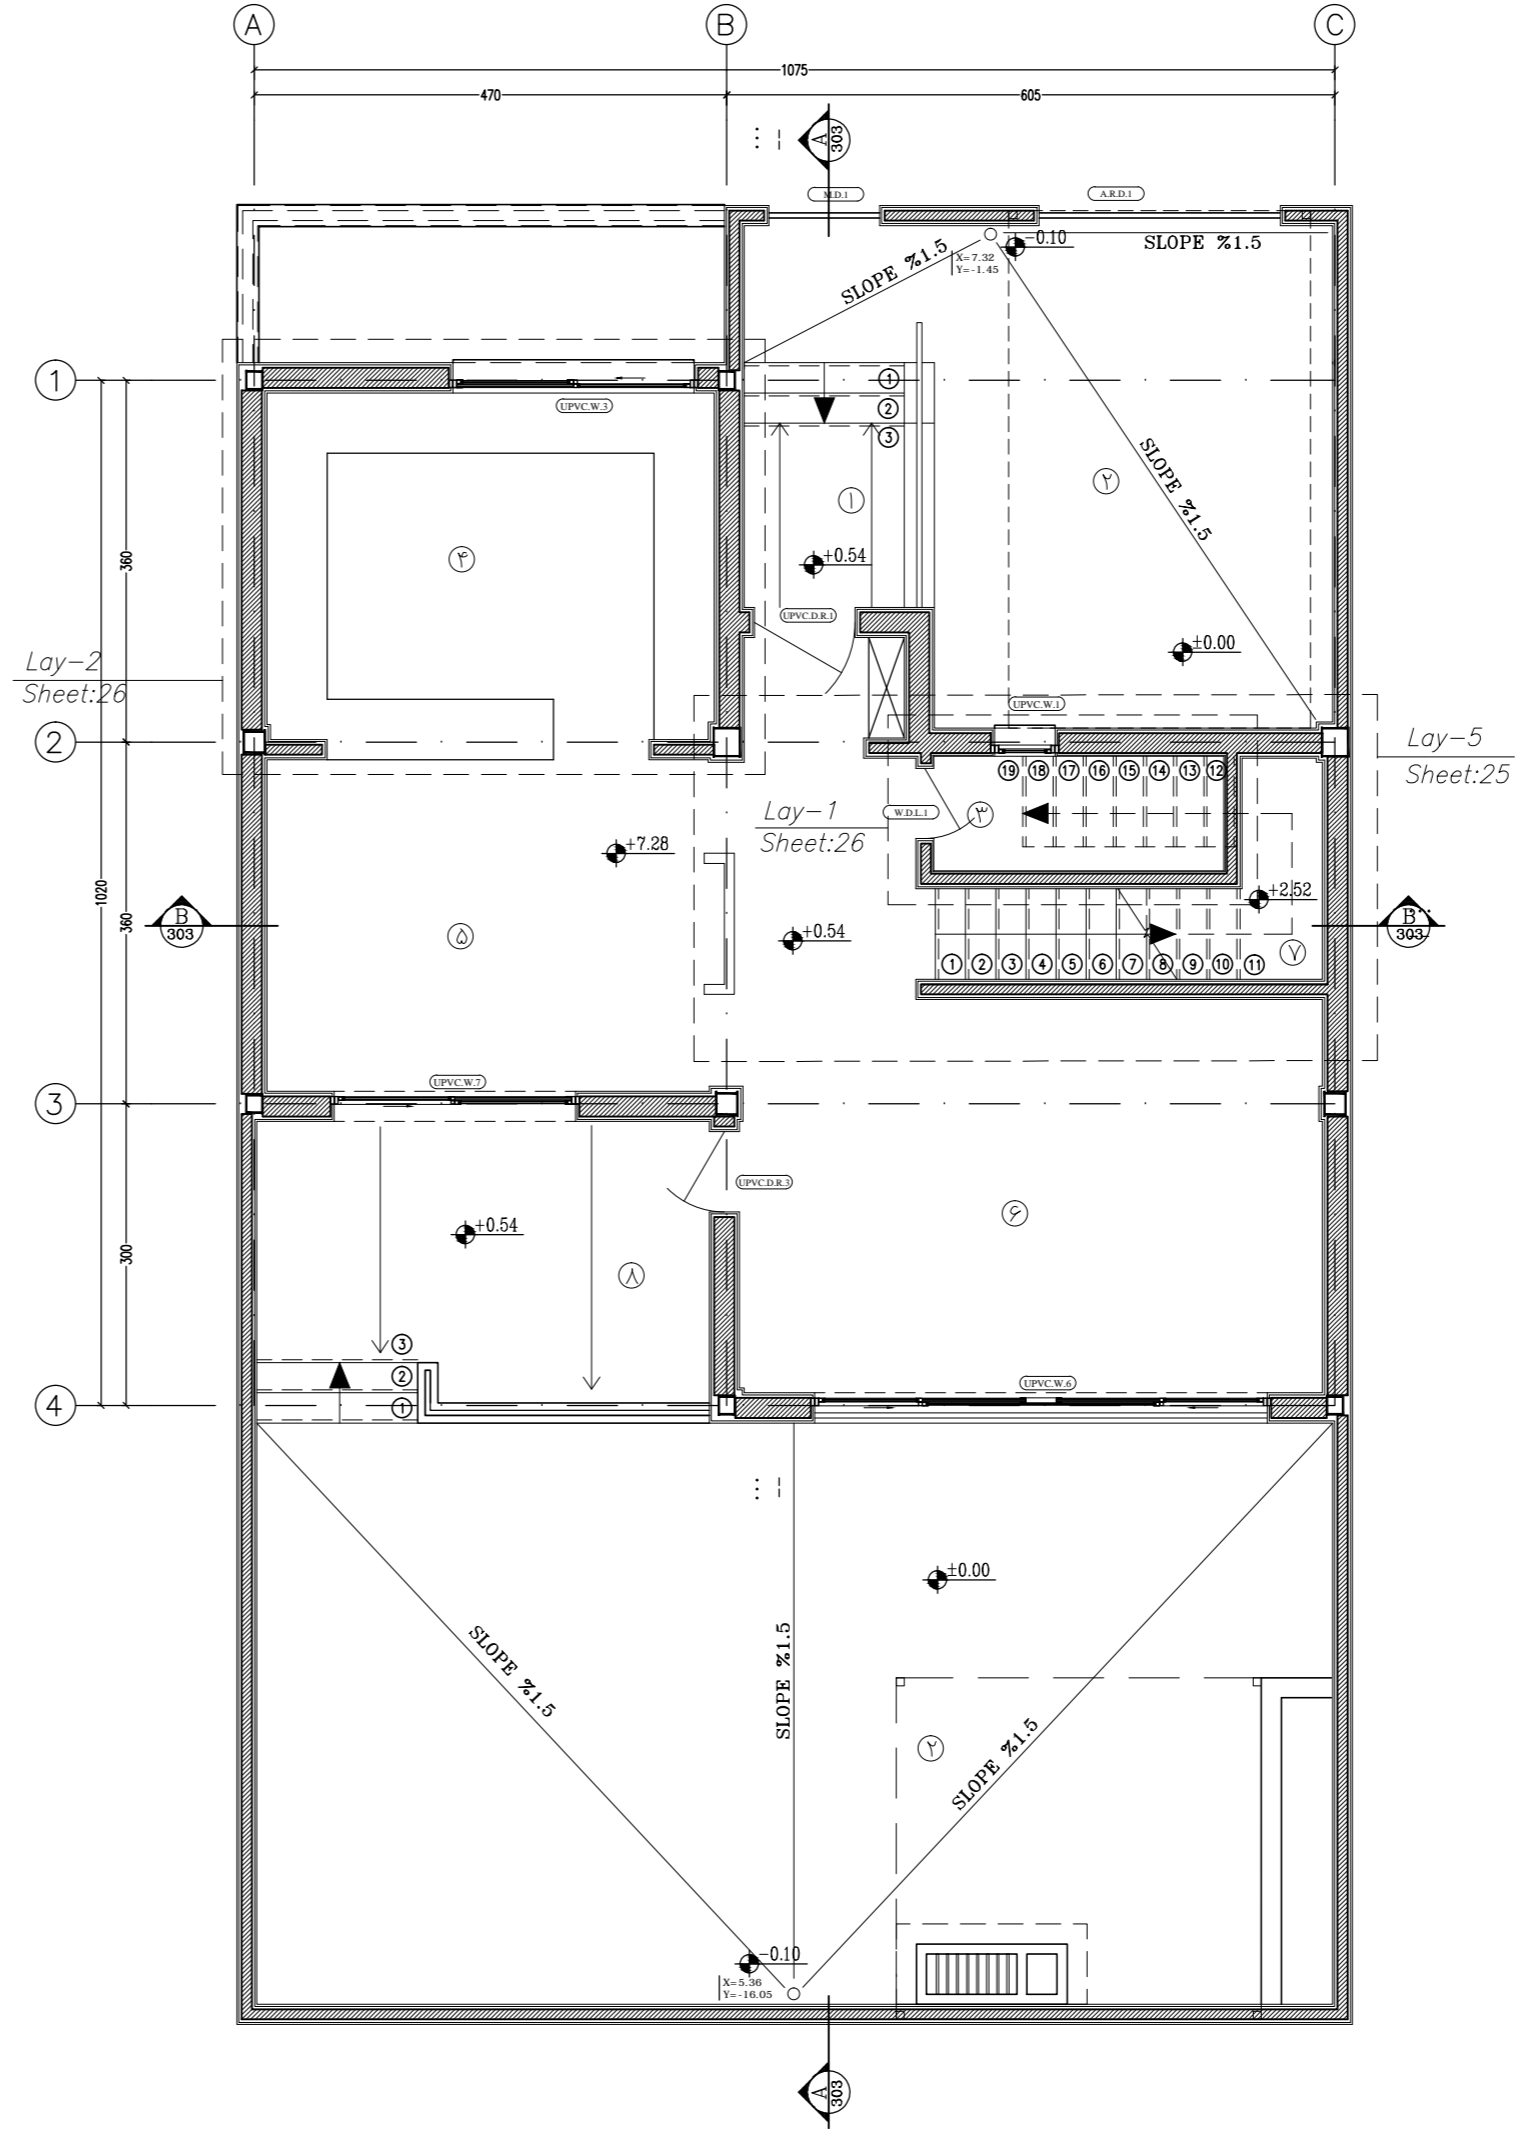 A
B
C
1075
470
605
A
303
M.D.1
A.R.D.1
-0.10
SLOPE %1.5
SLOPE %1.5
X=7.32
Y=-1.45
1
①
②
③
UPVC.W.3
SLOPE %1.5
۲
۱
360
۴
+0.54
UPVC.D.R.1
±0.00
Lay-2
Sheet:26
UPVC.W.1
2
Lay-5
Sheet:25
⑲ ⑱ ⑰ ⑯ ⑮ ⑭ ⑬ ⑫
Lay-1
Sheet:26
W.D.L.1
۳
+7.28
1020
360
B
303
+2.52
B
303
۵
+0.54
۷
① ② ③ ④ ⑤ ⑥ ⑦ ⑧ ⑨ ⑩ ⑪
UPVC.W.7
3
UPVC.D.R.3
۶
+0.54
300
۸
③
②
①
UPVC.W.6
4
±0.00
SLOPE %1.5
SLOPE %1.5
SLOPE %1.5
۲
-0.10
X=5.36
Y=-16.05
A
303